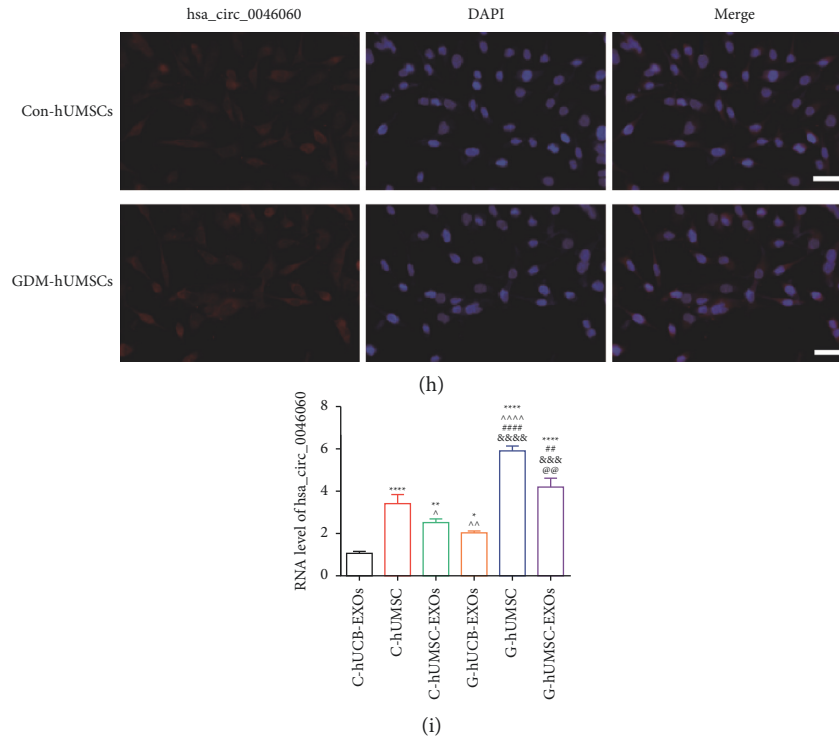 hsa_circ_0046060
DAPI
Merge
Con-hUMSCs
GDM-hUMSCs
(h)
RNA level of hsa_circ_0046060
8
6
4
2
0
****
**
^
*
^^
****
^^^^
####
&&&&
****
##
&&&
@@
C-hUCB-EXOs
C-hUMSC
C-hUMSC-EXOs
G-hUCB-EXOs
G-hUMSC
G-hUMSC-EXOs
(i)